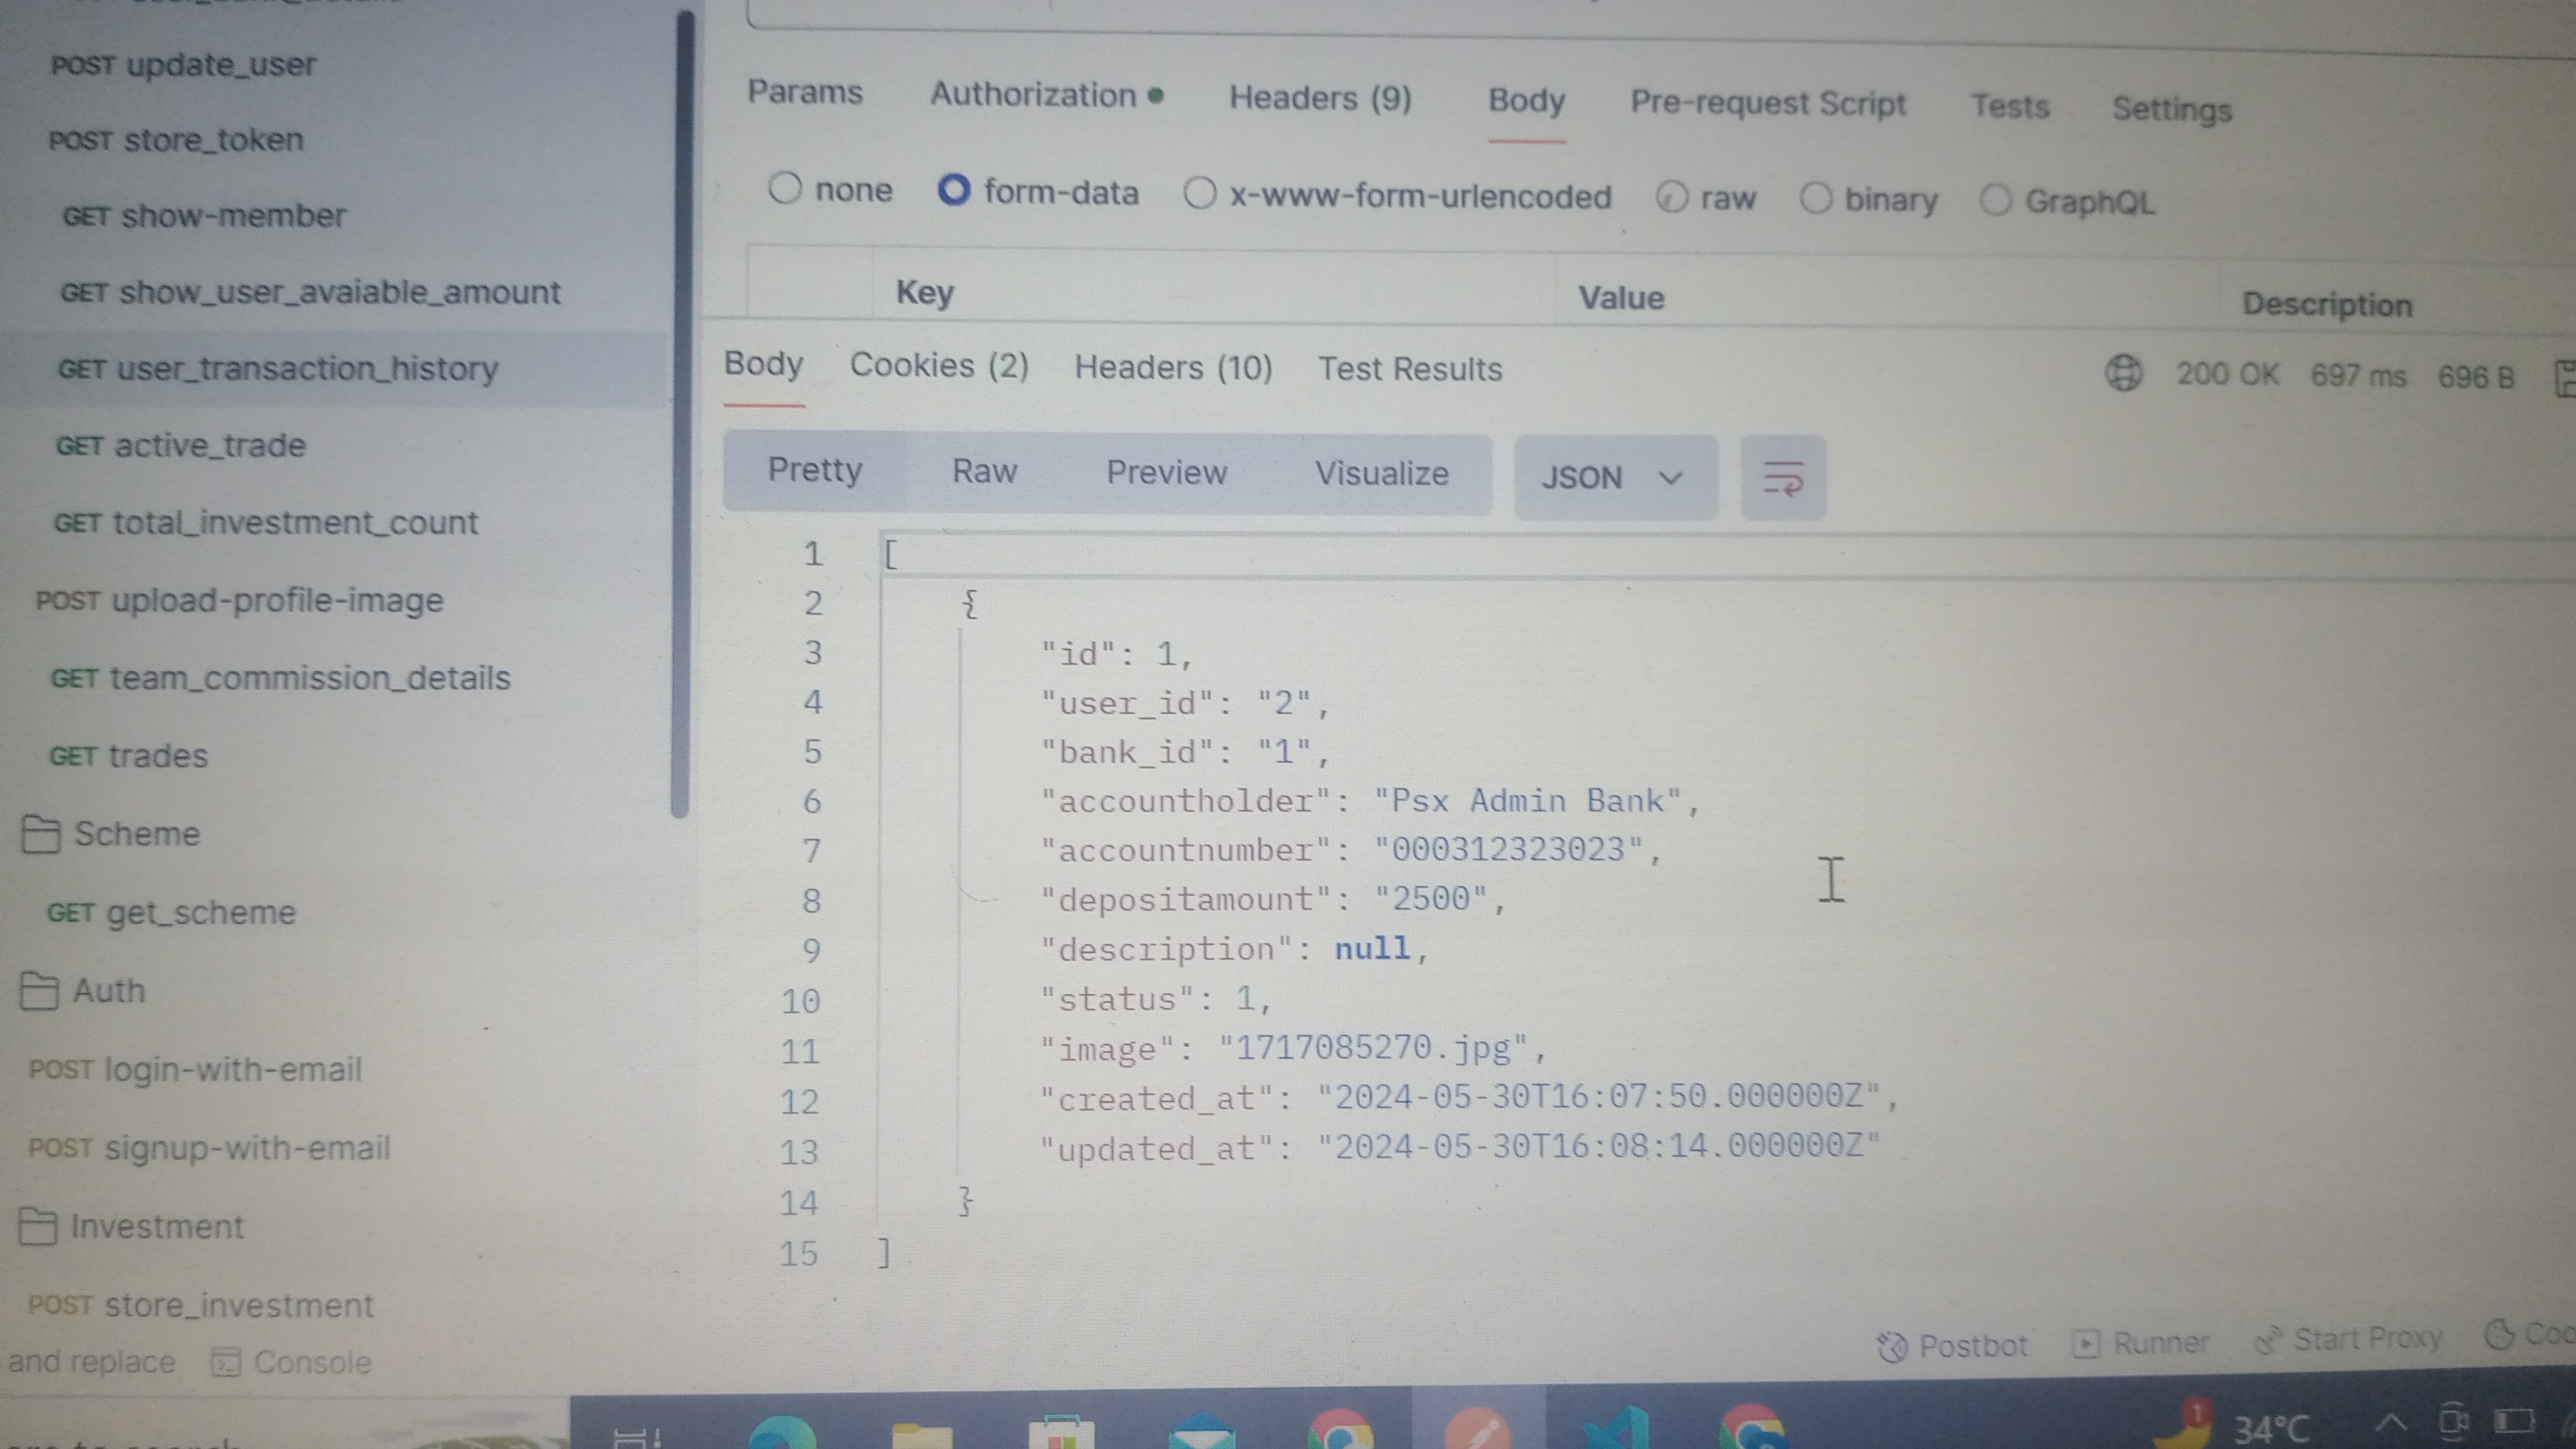 POST update_user
POST store_token
GET show-member
GET show_user_avaiable_amount
GET user_transaction_history
GET active_trade
GET total_investment_count
POST upload-profile-image
GET team_commission_details
GET trades
Scheme
GET get_scheme
Auth
POST login-with-email
POST signup-with-email
Investment
POST store_investment
and replace Console
Params Authorization Headers (9) Body Pre-request Script Tests Settings
none form-data x-www-form-urlencoded raw binary GraphQL
Key Value Description
Body Cookies (2) Headers (10) Test Results 200 OK 697 ms 696 B
Pretty Raw Preview Visualize JSON
1 [
2 {
3 "id": 1,
4 "user_id": "2",
5 "bank_id": "1",
6 "accountholder": "Psx Admin Bank",
7 "accountnumber": "000312323023",
8 "depositamount": "2500",
9 "description": null,
10 "status": 1,
11 "image": "1717085270.jpg",
12 "created_at": "2024-05-30T16:07:50.000000Z",
13 "updated_at": "2024-05-30T16:08:14.000000Z"
14 }
15 ]
Postbot Runner Start Proxy Coo
1 34°C